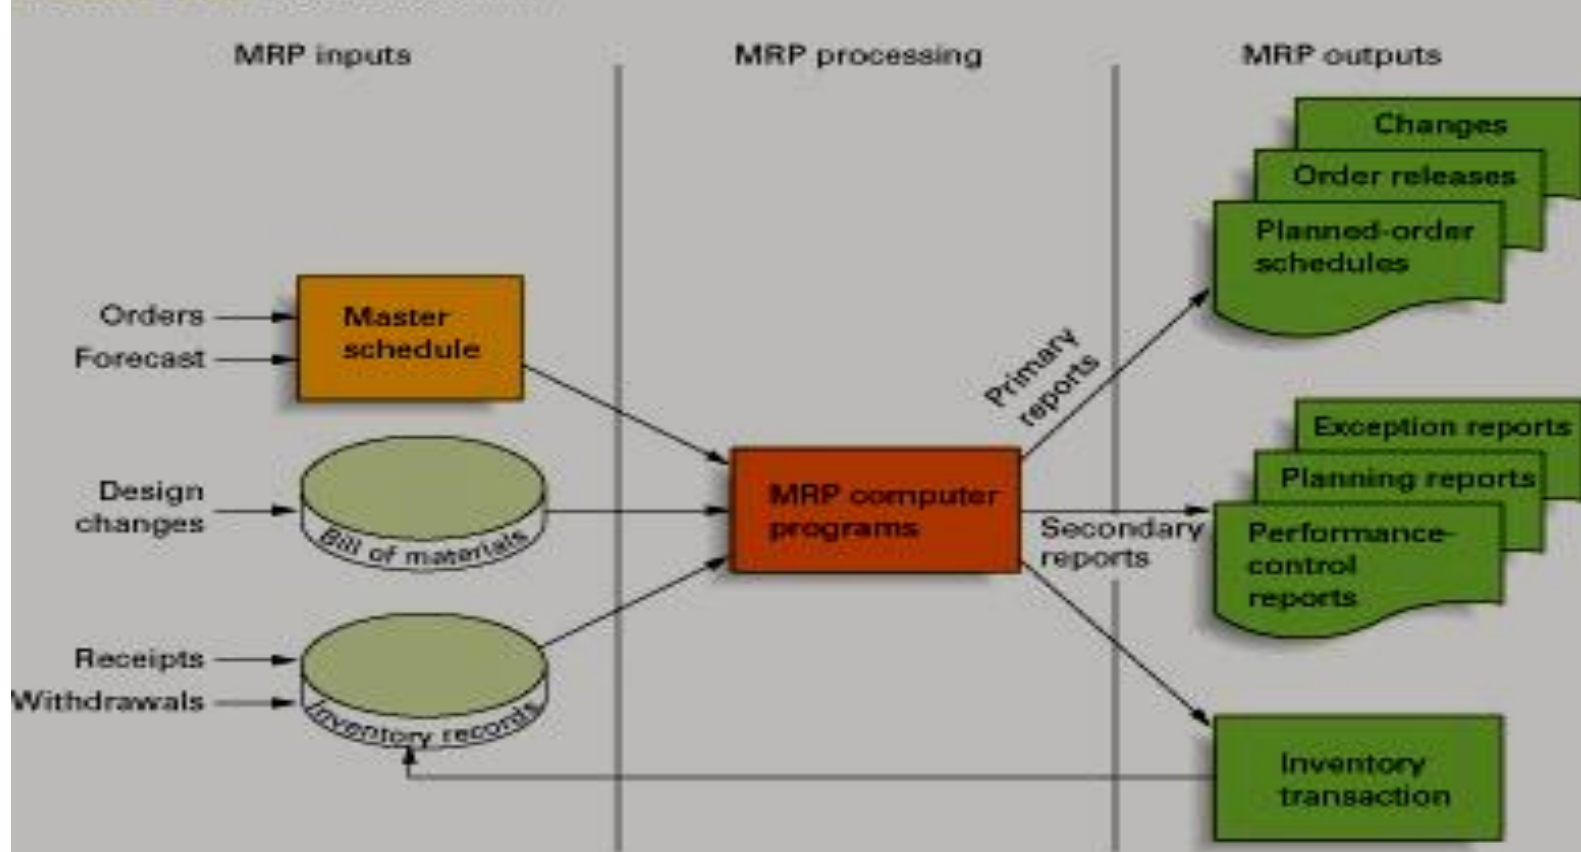 MRP inputs
MRP processing
MRP outputs
Changes
Order releases
Planned-order
schedules
Orders
Forecast
Master
schedule
Primary
reports
Design
changes
Bill of materials
MRP computer
programs
Secondary
reports
Exception reports
Planning reports
Performance-
control
reports
Receipts
Withdrawals
Inventory records
Inventory
transaction